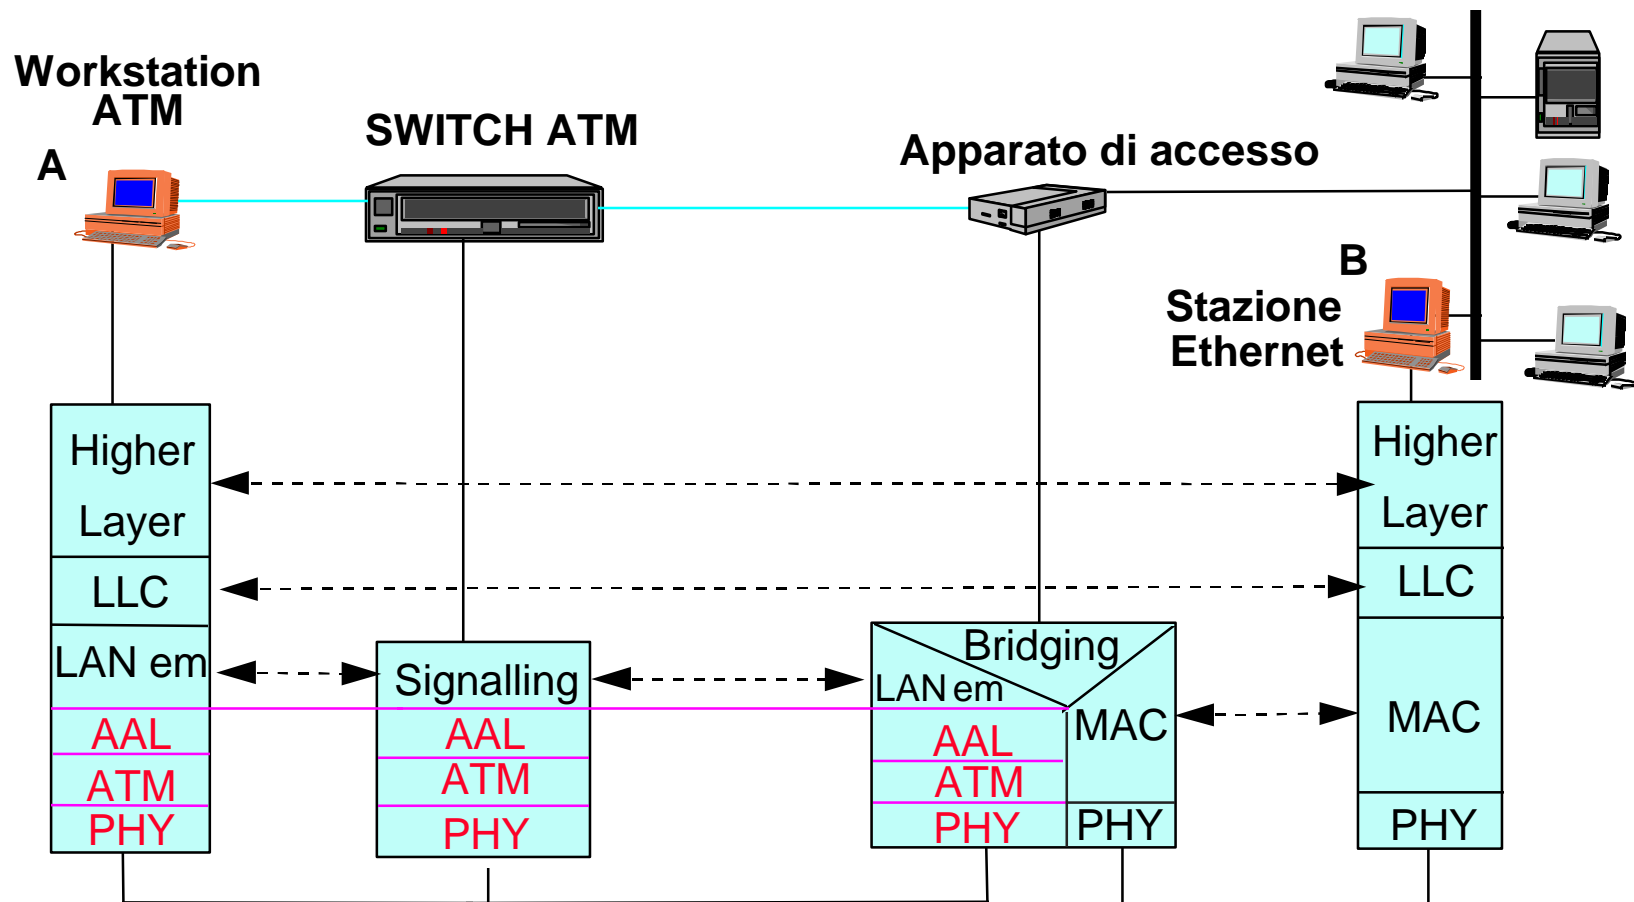 Workstation
ATM
A
SWITCH ATM
Apparato di accesso
B
Stazione
Ethernet
Higher
Layer
LLC
LAN em
AAL
ATM
PHY
Signalling
AAL
ATM
PHY
Bridging
LAN em
AAL
ATM
PHY
MAC
PHY
Higher
Layer
LLC
MAC
PHY